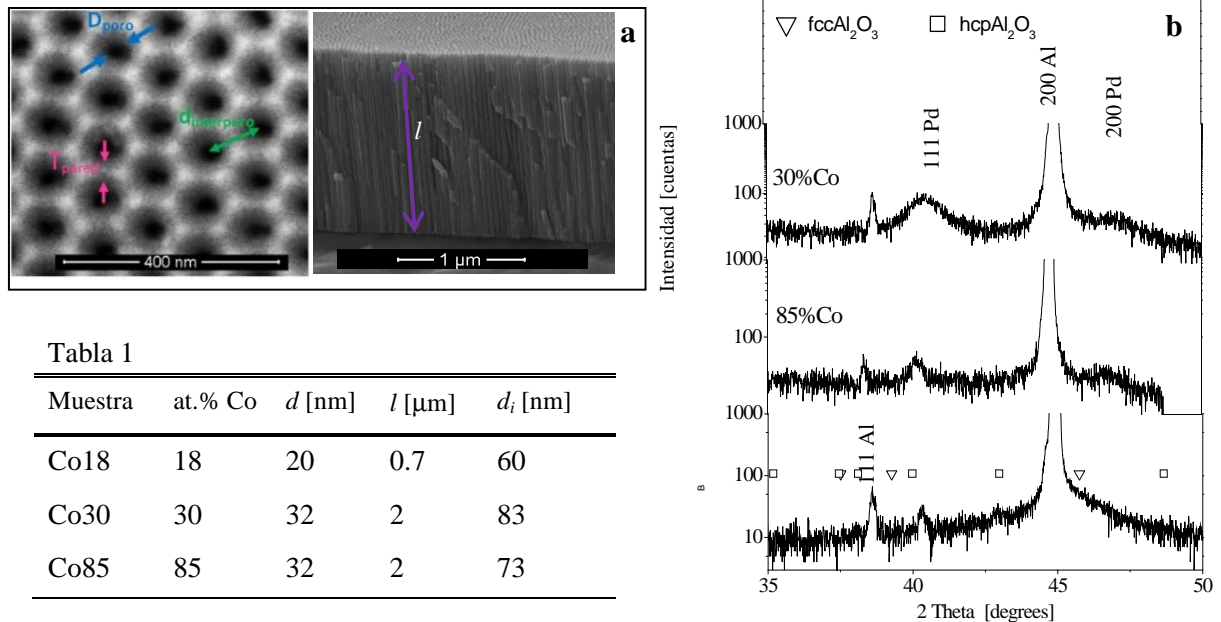 D poro
d interporo
T pared
400 nm
l
1 µm
a
Tabla 1
Muestra at.% Co d [nm] l [µm] di [nm]
Co18 18 20 0.7 60
Co30 30 32 2 83
Co85 85 32 2 73
▽ fccAl2O3 □ hcpAl2O3
b
Intensidad [cuentas]
111 Pd
200 Al
200 Pd
1000
100
30%Co
1000
100
85%Co
1000
100
10
111 Al
B
35 40 45 50
2 Theta [degrees]